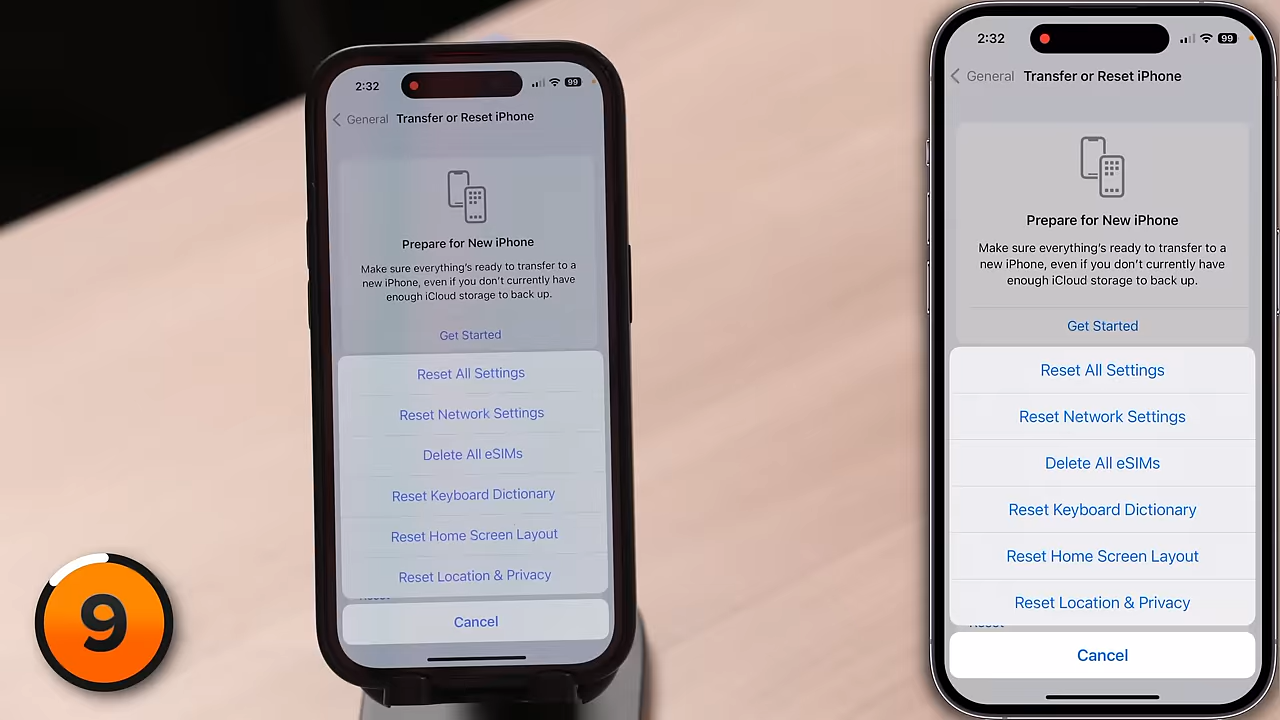 2:32
99
General
Transfer or Reset iPhone
Prepare for New iPhone
Make sure everything's ready to transfer to a
new iPhone, even if you don't currently have
enough iCloud storage to back up.
Get Started
Reset All Settings
Reset Network Settings
Delete All eSIMs
Reset Keyboard Dictionary
Reset Home Screen Layout
Reset Location & Privacy
Cancel
2:32
99
General
Transfer or Reset iPhone
Prepare for New iPhone
Make sure everything's ready to transfer to a
new iPhone, even if you don't currently have
enough iCloud storage to back up.
Get Started
Reset All Settings
Reset Network Settings
Delete All eSIMs
Reset Keyboard Dictionary
Reset Home Screen Layout
Reset Location & Privacy
Cancel
9